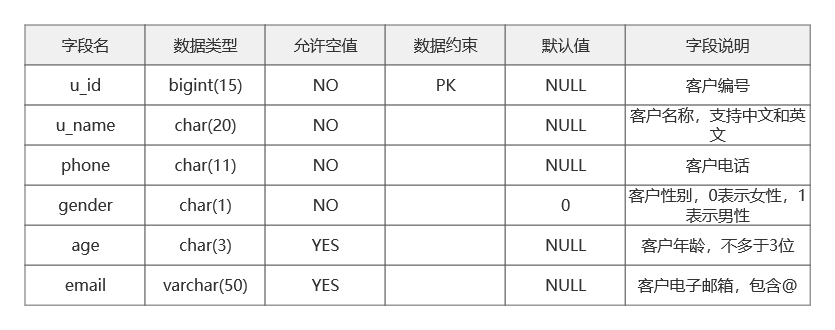 字段名 数据类型 允许空值 数据约束 默认值 字段说明
u_id bigint(15) NO PK NULL 客户编号
u_name char(20) NO NULL 客户名称，支持中文和英
文
phone char(11) NO NULL 客户电话
gender char(1) NO 0 客户性别，0表示女性，1
表示男性
age char(3) YES NULL 客户年龄，不多于3位
email varchar(50) YES NULL 客户电子邮箱，包含@